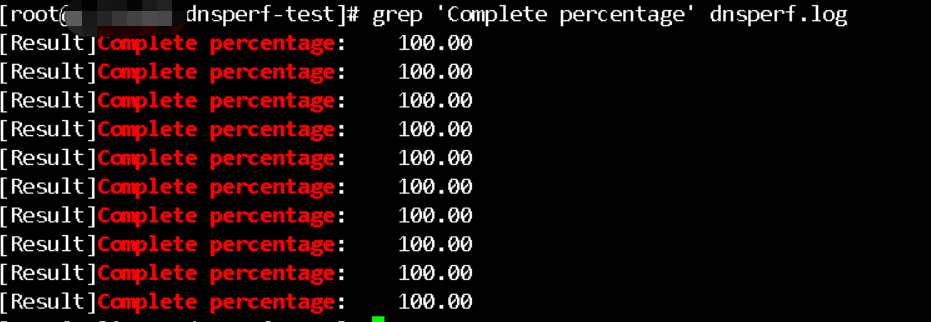 [root@ dnsperf-test]# grep 'Complete percentage' dnsperf.log
[Result]Complete percentage:    100.00
[Result]Complete percentage:    100.00
[Result]Complete percentage:    100.00
[Result]Complete percentage:    100.00
[Result]Complete percentage:    100.00
[Result]Complete percentage:    100.00
[Result]Complete percentage:    100.00
[Result]Complete percentage:    100.00
[Result]Complete percentage:    100.00
[Result]Complete percentage:    100.00